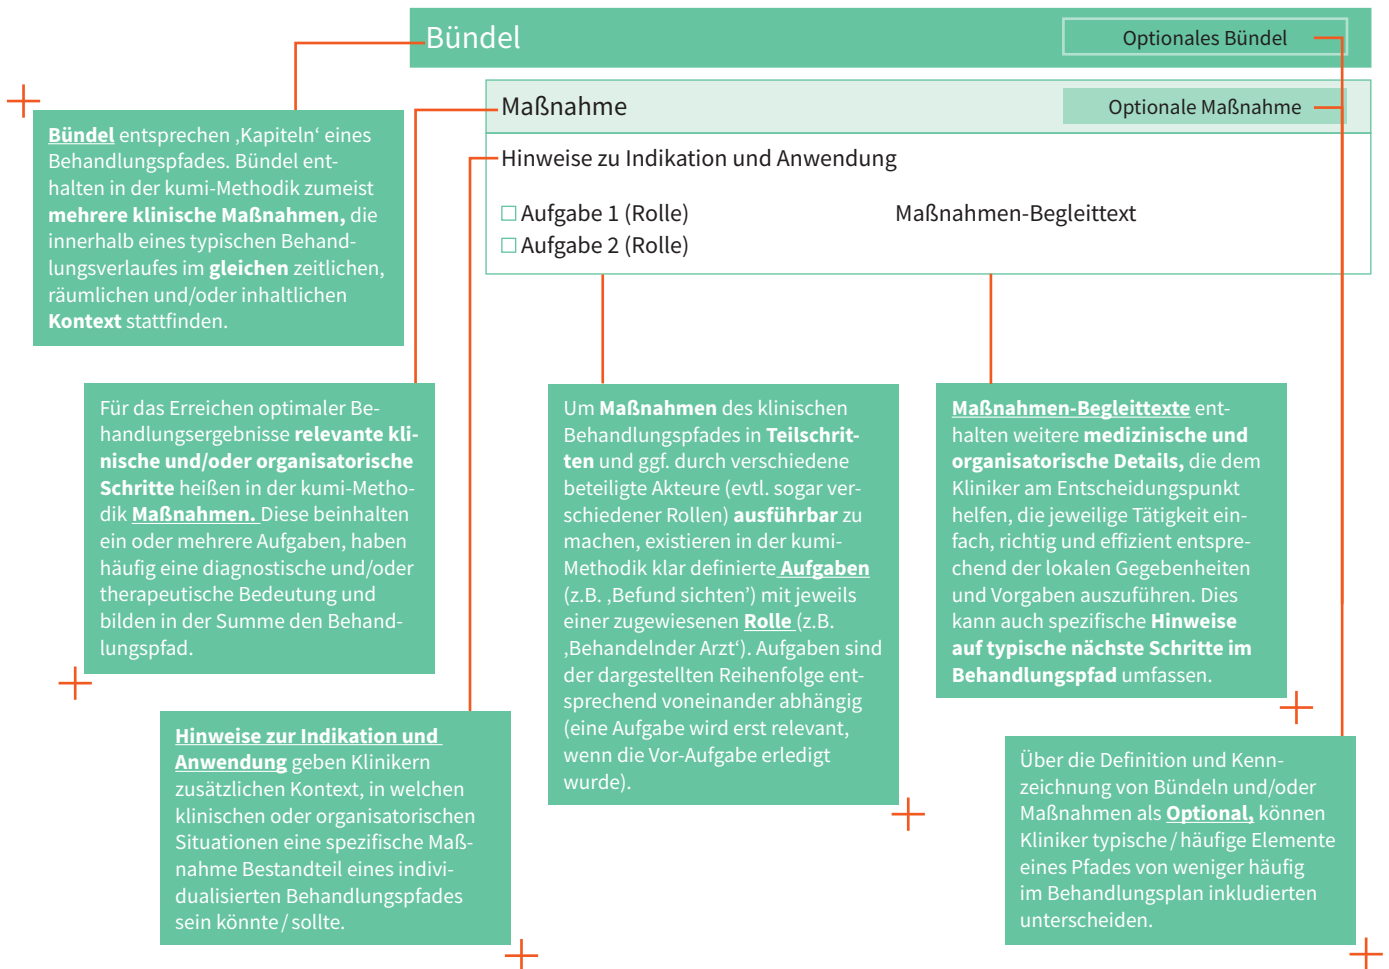 Bündel
Optionales Bündel
Maßnahme
Optionale Maßnahme
Hinweise zu Indikation und Anwendung
Aufgabe 1 (Rolle)
Aufgabe 2 (Rolle)
Maßnahmen-Begleittext
Bündel entsprechen ‚Kapiteln‘ eines
Behandlungspfades. Bündel ent-
halten in der kumi-Methodik zumeist
mehrere klinische Maßnahmen, die
innerhalb eines typischen Behand-
lungsverlaufes im gleichen zeitlichen,
räumlichen und/oder inhaltlichen
Kontext stattfinden.
Für das Erreichen optimaler Be-
handlungsergebnisse relevante kli-
nische und/oder organisatorische
Schritte heißen in der kumi-Metho-
dik Maßnahmen. Diese beinhalten
ein oder mehrere Aufgaben, haben
häufig eine diagnostische und/oder
therapeutische Bedeutung und
bilden in der Summe den Behand-
lungspfad.
Hinweise zur Indikation und
Anwendung geben Klinikern
zusätzlichen Kontext, in welchen
klinischen oder organisatorischen
Situationen eine spezifische Maß-
nahme Bestandteil eines indivi-
dualisierten Behandlungspfades
sein könnte / sollte.
Um Maßnahmen des klinischen
Behandlungspfades in Teilschrit-
ten und ggf. durch verschiedene
beteiligte Akteure (evtl. sogar ver-
schiedener Rollen) ausführbar zu
machen, existieren in der kumi-
Methodik klar definierte Aufgaben
(z.B. ‚Befund sichten’) mit jeweils
einer zugewiesenen Rolle (z.B.
‚Behandelnder Arzt‘). Aufgaben sind
der dargestellten Reihenfolge ent-
sprechend voneinander abhängig
(eine Aufgabe wird erst relevant,
wenn die Vor-Aufgabe erledigt
wurde).
Maßnahmen-Begleittexte ent-
halten weitere medizinische und
organisatorische Details, die dem
Kliniker am Entscheidungspunkt
helfen, die jeweilige Tätigkeit ein-
fach, richtig und effizient entspre-
chend der lokalen Gegebenheiten
und Vorgaben auszuführen. Dies
kann auch spezifische Hinweise
auf typische nächste Schritte im
Behandlungspfad umfassen.
Über die Definition und Kenn-
zeichnung von Bündeln und/oder
Maßnahmen als Optional, können
Kliniker typische / häufige Elemente
eines Pfades von weniger häufig
im Behandlungsplan inkludierten
unterscheiden.